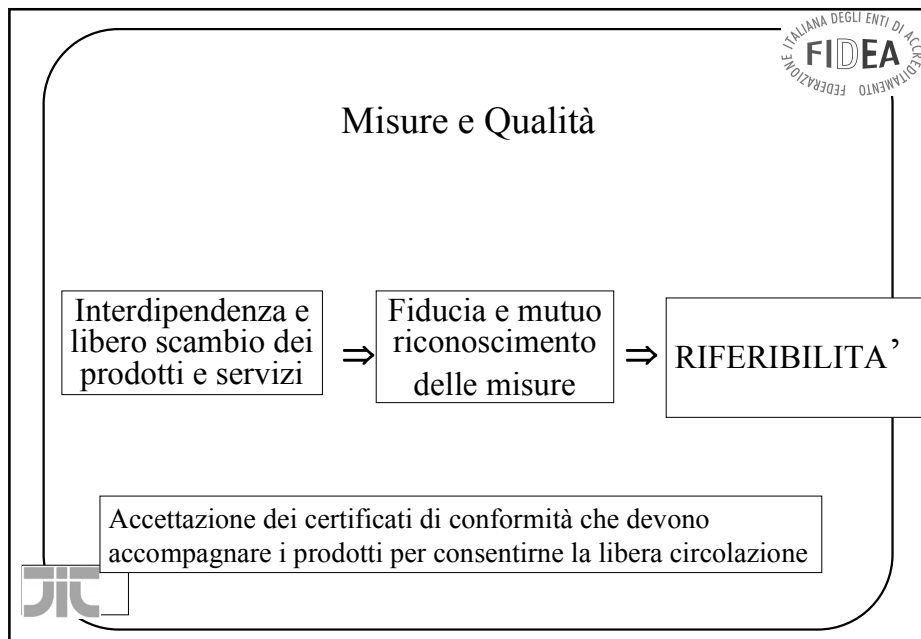 FEDERAZIONE ITALIANA DEGLI ENTI DI ACCREDITAMENTO
FIDEA
Misure e Qualità
Interdipendenza e
libero scambio dei
prodotti e servizi
⇒
Fiducia e mutuo
riconoscimento
delle misure
⇒
RIFERIBILITA’
Accettazione dei certificati di conformità che devono
accompagnare i prodotti per consentirne la libera circolazione